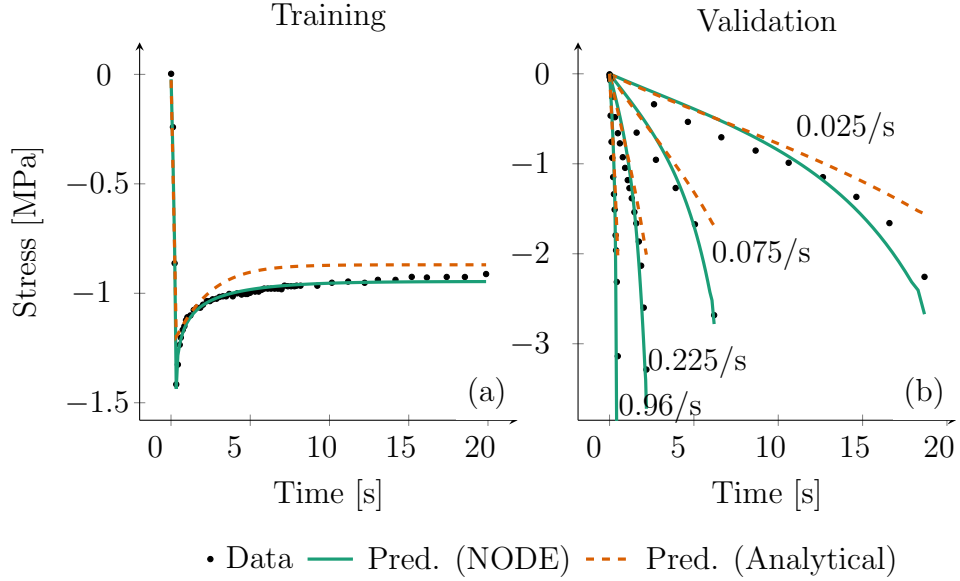 Training
Validation
Stress [MPa]
0
−0.5
−1
−1.5
0
5
10
15
20
Time [s]
(a)
0
−1
−2
−3
0
5
10
15
20
Time [s]
0.025/s
0.075/s
0.225/s
0.96/s
(b)
Data
Pred. (NODE)
Pred. (Analytical)